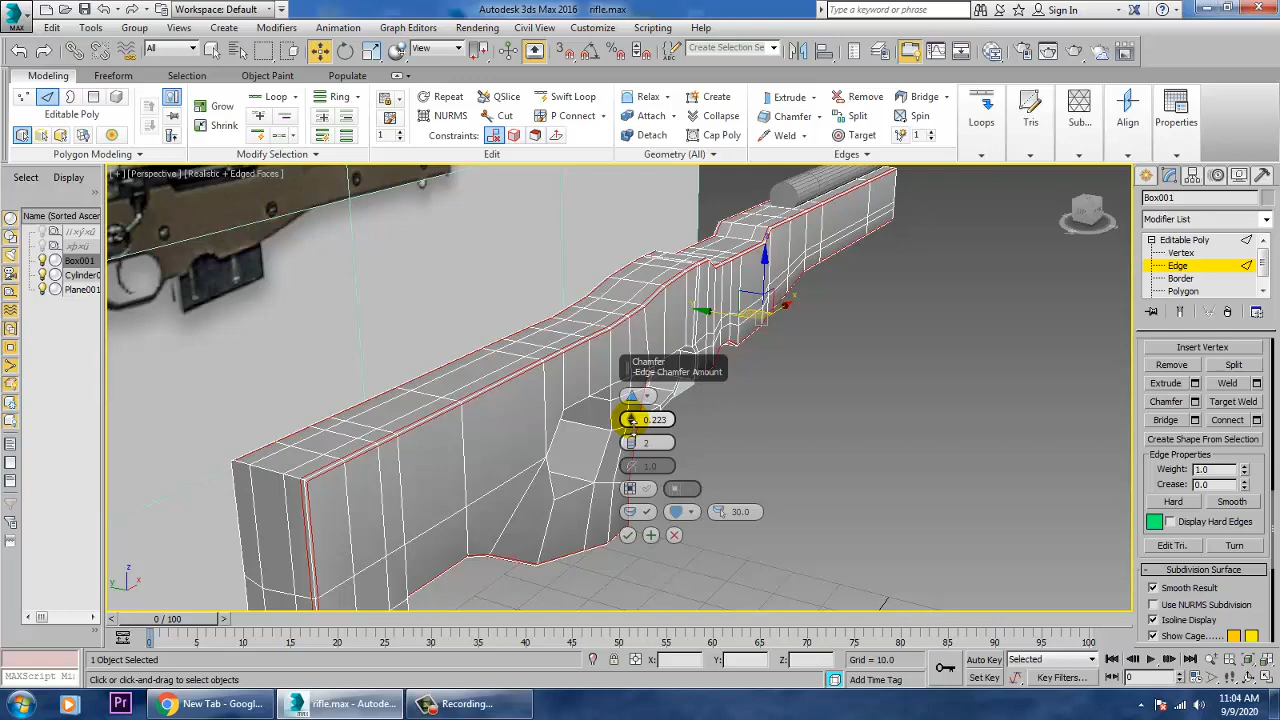 MAX
Workspace: Default
Autodesk 3ds Max 2016
rifle.max
Type a keyword or phrase
Sign In
Edit Tools Group Views Create Modifiers Animation Graph Editors Rendering Civil View Customize Scripting Help
All
View
Create Selection Se
Modeling Freeform Selection Object Paint Populate
Editable Poly
Polygon Modeling
Grow
Shrink
Loop
Ring
Modify Selection
1
Repeat
QSlice
Swift Loop
NURMS
Cut
P Connect
Constraints:
Edit
Relax
Create
Attach
Collapse
Detach
Cap Poly
Geometry (All)
Extrude
Remove
Bridge
Chamfer
Split
Spin
Weld
Target
1
Edges
Loops
Tris
Sub...
Align
Properties
[ + ] [Perspective ] [Realistic + Edged Faces ]
Select Display
Name (Sorted Ascer
Box001
Cylinder0
Plane001
Chamfer
-Edge Chamfer Amount
0.223
2
1.0
30.0
Box001
Modifier List
Editable Poly
Vertex
Edge
Border
Polygon
Insert Vertex
Remove Split
Extrude Weld
Chamfer Target Weld
Bridge Connect
Create Shape From Selection
Edge Properties
Weight: 1.0
Crease: 0.0
Hard Smooth
Display Hard Edges
Edit Tri. Turn
Subdivision Surface
Smooth Result
Use NURMS Subdivision
Isoline Display
Show Cage......
0 / 100
0 5 10 15 20 25 30 35 40 45 50 55 60 65 70 75 80 85 90 95 100
1 Object Selected
X: Y: Z: Grid = 10.0
Auto Key Selected
MAXScript Mi
Click or click-and-drag to select objects
Add Time Tag
Set Key Key Filters...
0
New Tab - Googl...
rifle.max - Autode...
Recording...
11:04 AM
9/9/2020